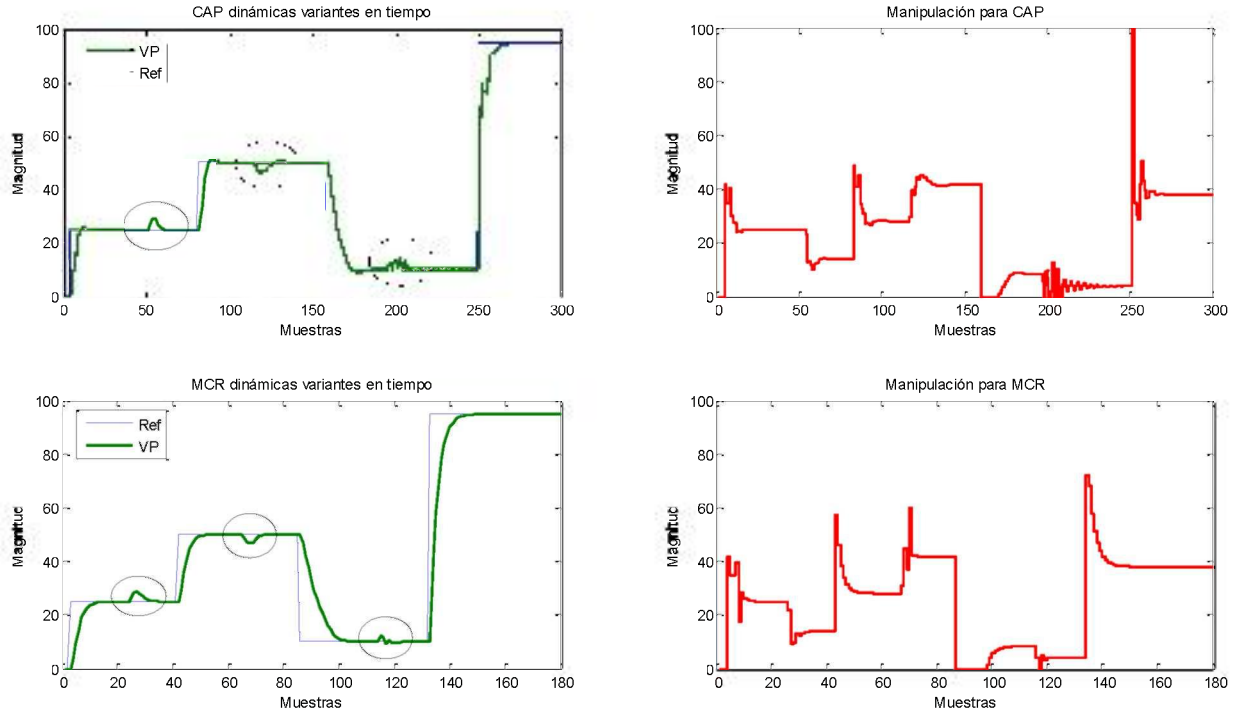 CAP dinámicas variantes en tiempo
100
80
60
40
20
0
Magnitud
VP
Ref
0 50 100 150 200 250 300
Muestras
Manipulación para CAP
100
80
60
40
20
0
Magnitud
0 50 100 150 200 250 300
Muestras
MCR dinámicas variantes en tiempo
100
80
60
40
20
0
Magnitud
Ref
VP
0 20 40 60 80 100 120 140 160 180
Muestras
Manipulación para MCR
100
80
60
40
20
0
Magnitud
0 20 40 60 80 100 120 140 160 180
Muestras